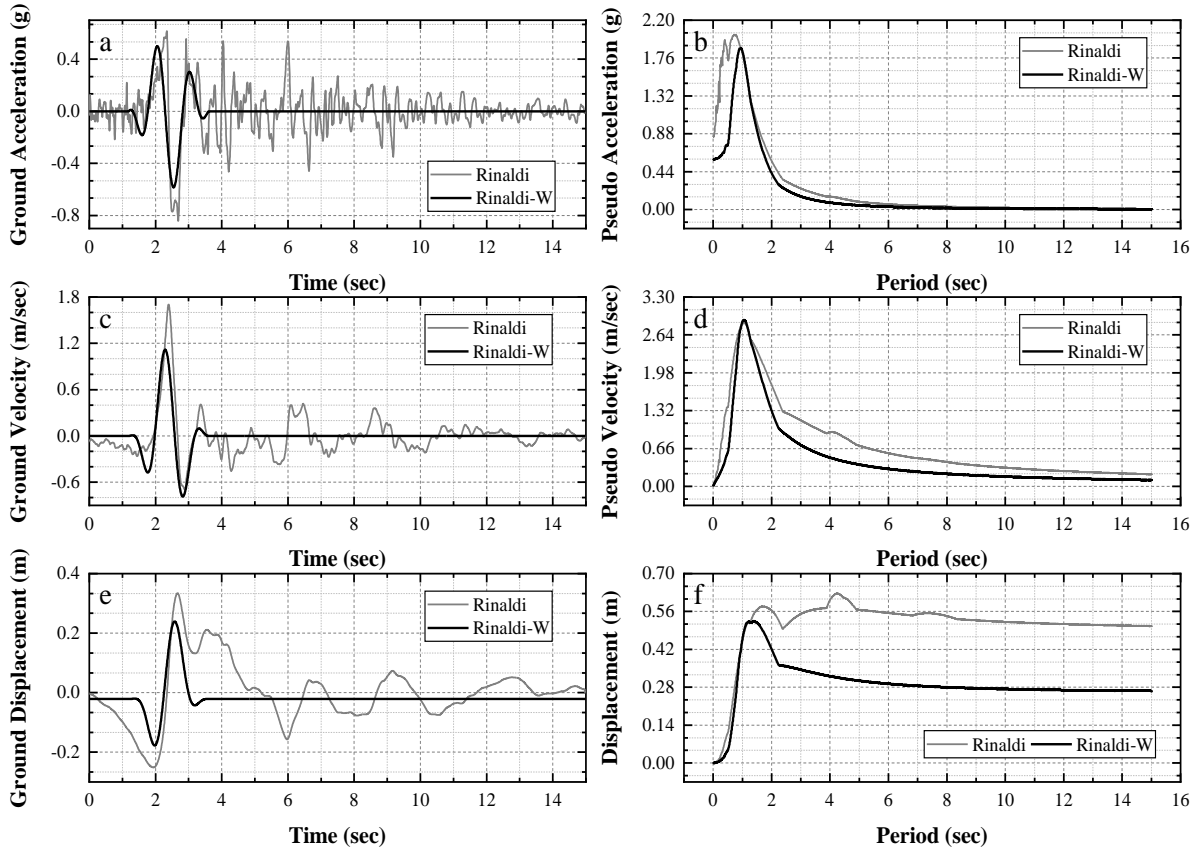 a
Ground Acceleration (g)
0.4
0.0
-0.4
-0.8
Rinaldi
Rinaldi-W
0 2 4 6 8 10 12 14
Time (sec)
b
Pseudo Acceleration (g)
2.20
1.76
1.32
0.88
0.44
0.00
Rinaldi
Rinaldi-W
0 2 4 6 8 10 12 14 16
Period (sec)
c
Ground Velocity (m/sec)
1.8
1.2
0.6
0.0
-0.6
Rinaldi
Rinaldi-W
0 2 4 6 8 10 12 14
Time (sec)
d
Pseudo Velocity (m/sec)
3.30
2.64
1.98
1.32
0.66
0.00
Rinaldi
Rinaldi-W
0 2 4 6 8 10 12 14 16
Period (sec)
e
Ground Displacement (m)
0.4
0.2
0.0
-0.2
Rinaldi
Rinaldi-W
0 2 4 6 8 10 12 14
Time (sec)
f
Displacement (m)
0.70
0.56
0.42
0.28
0.14
0.00
Rinaldi Rinaldi-W
0 2 4 6 8 10 12 14 16
Period (sec)